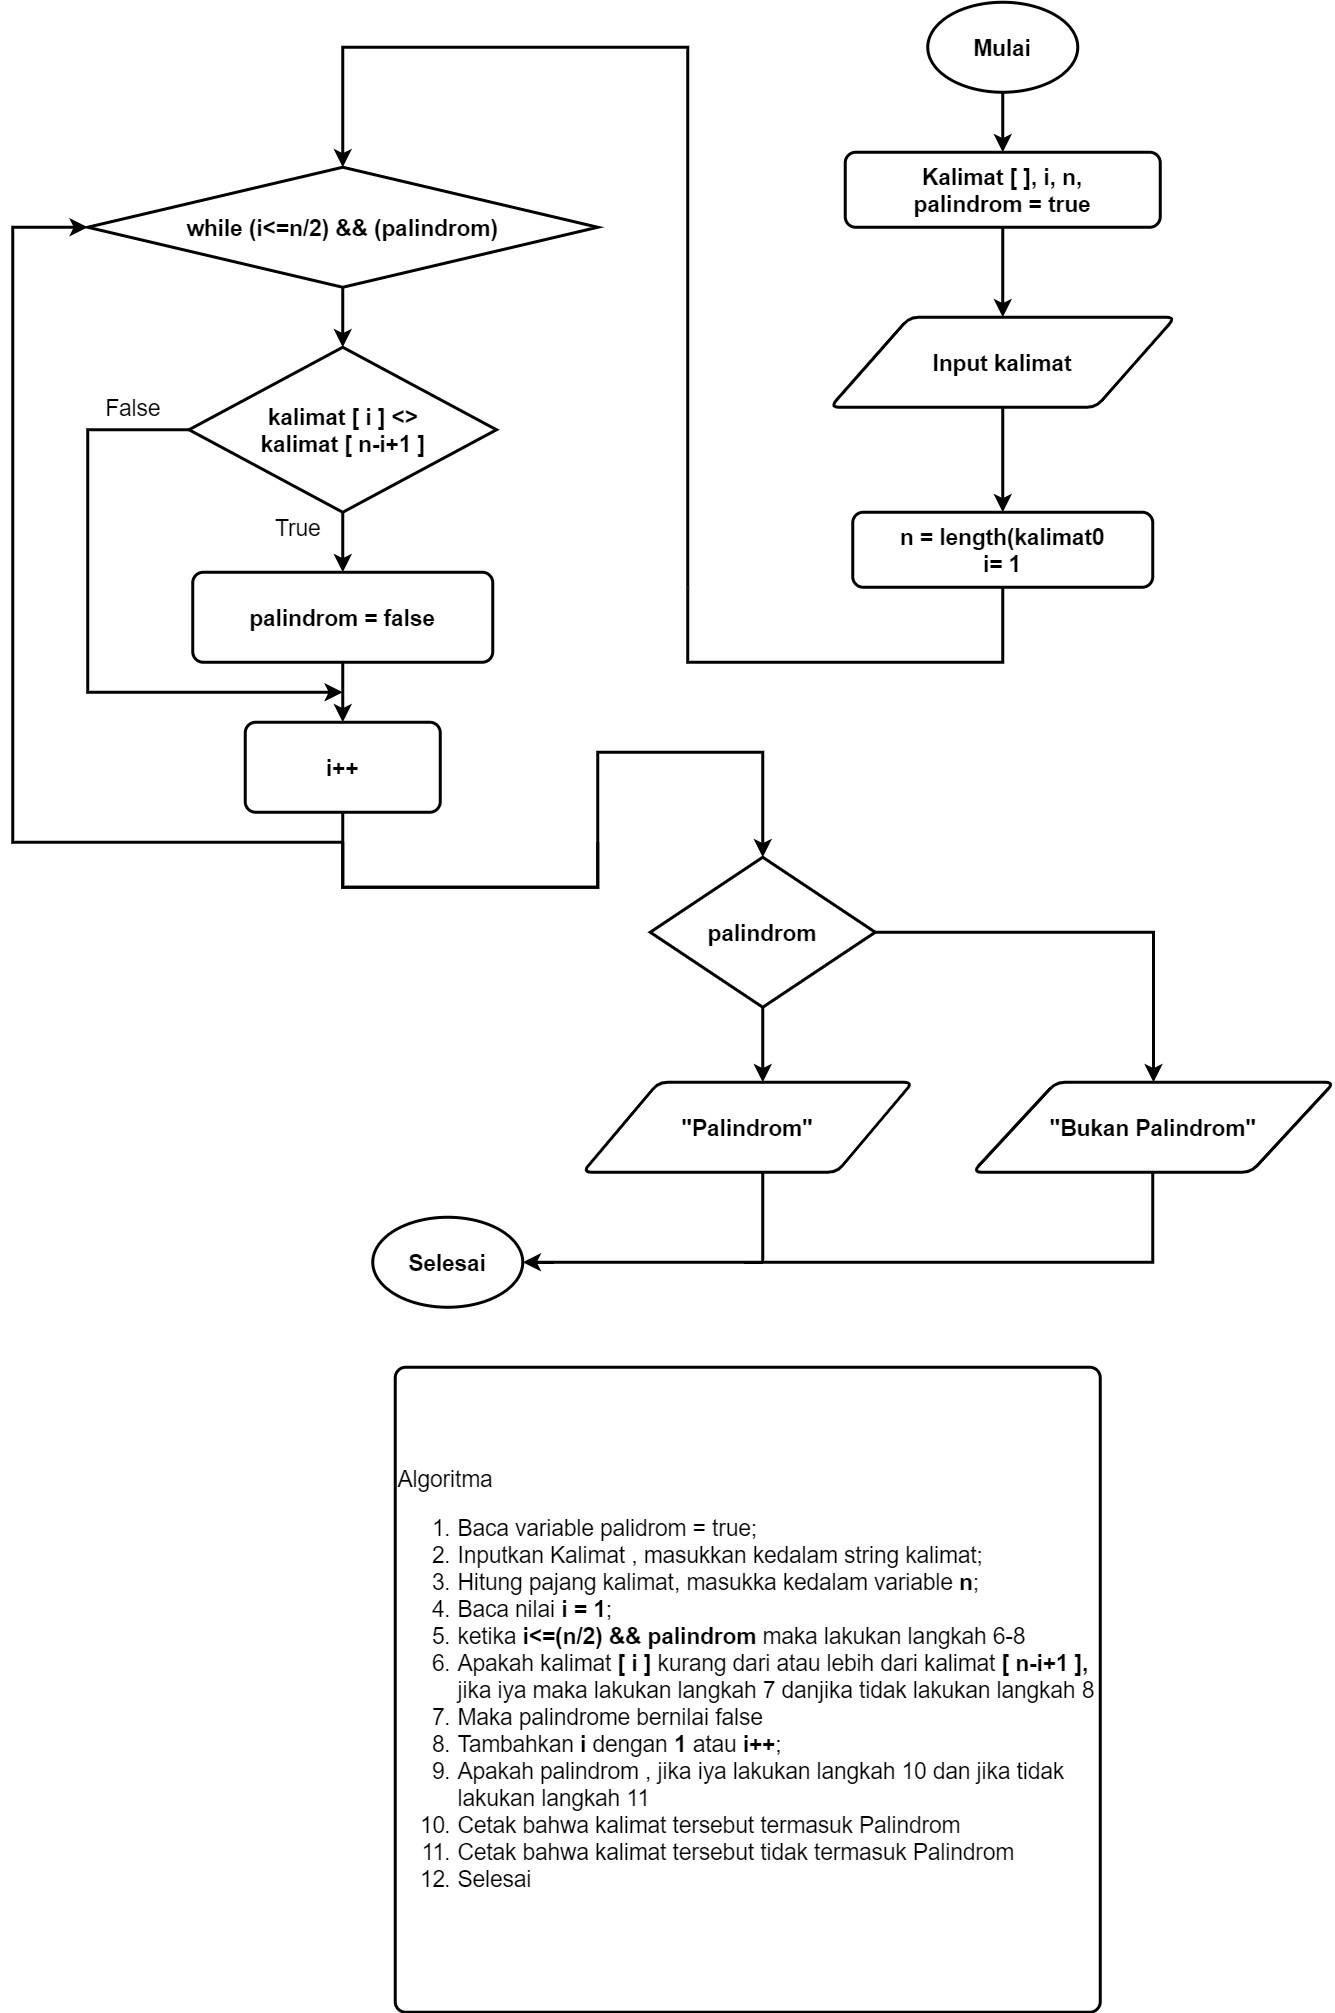 Mulai
Kalimat [ ], i, n,
palindrom = true
Input kalimat
n = length(kalimat0
i= 1
while (i<=n/2) && (palindrom)
kalimat [ i ] <>
kalimat [ n-i+1 ]
False
True
palindrom = false
i++
palindrom
"Palindrom"
"Bukan Palindrom"
Selesai
Algoritma
1. Baca variable palidrom = true;
2. Inputkan Kalimat , masukkan kedalam string kalimat;
3. Hitung pajang kalimat, masukka kedalam variable n;
4. Baca nilai i = 1;
5. ketika i<=(n/2) && palindrom maka lakukan langkah 6-8
6. Apakah kalimat [ i ] kurang dari atau lebih dari kalimat [ n-i+1 ],
jika iya maka lakukan langkah 7 danjika tidak lakukan langkah 8
7. Maka palindrome bernilai false
8. Tambahkan i dengan 1 atau i++;
9. Apakah palindrom , jika iya lakukan langkah 10 dan jika tidak
lakukan langkah 11
10. Cetak bahwa kalimat tersebut termasuk Palindrom
11. Cetak bahwa kalimat tersebut tidak termasuk Palindrom
12. Selesai